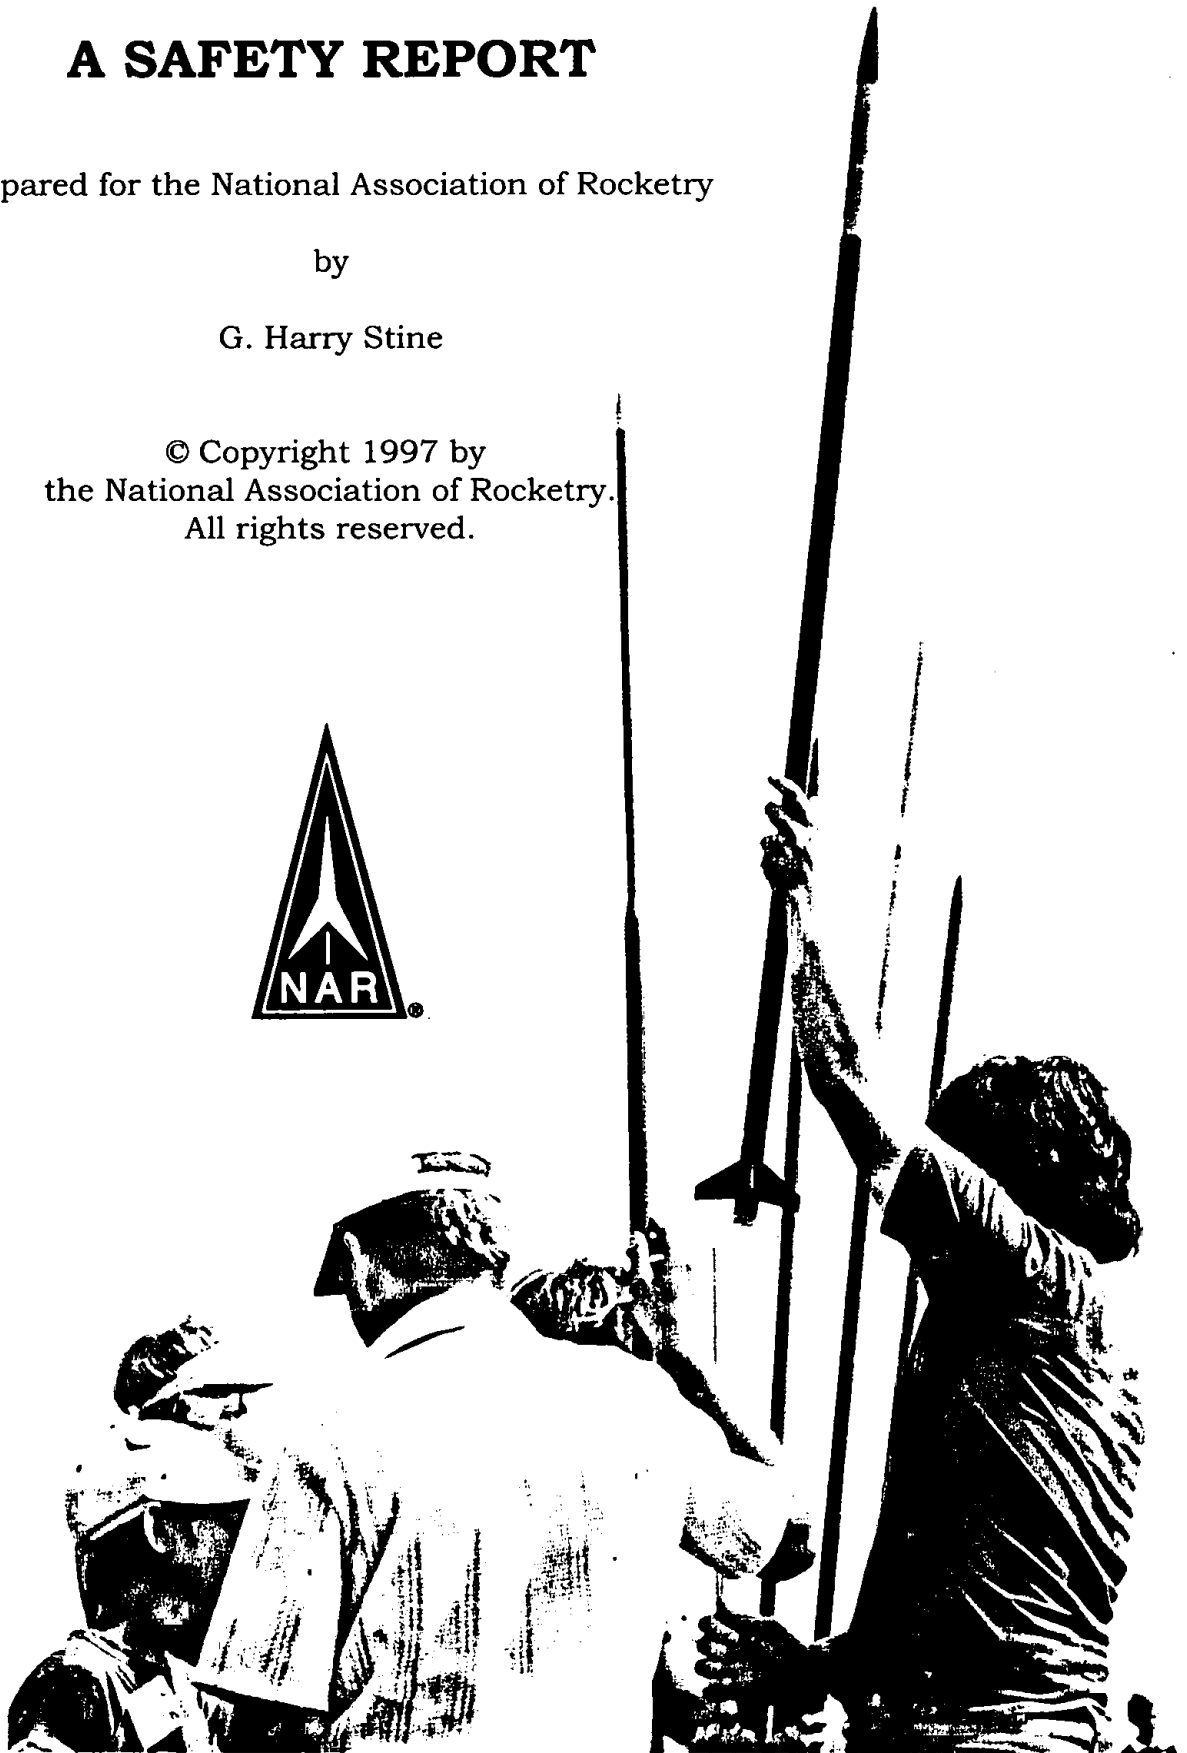 A SAFETY REPORT
pared for the National Association of Rocketry
by
G. Harry Stine
© Copyright 1997 by
the National Association of Rocketry.
All rights reserved.
NAR
®